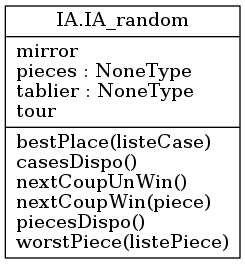 IA.IA_random
mirror
pieces : NoneType
tablier : NoneType
tour
bestPlace(listeCase)
casesDispo()
nextCoupUnWin()
nextCoupWin(piece)
piecesDispo()
worstPiece(listePiece)